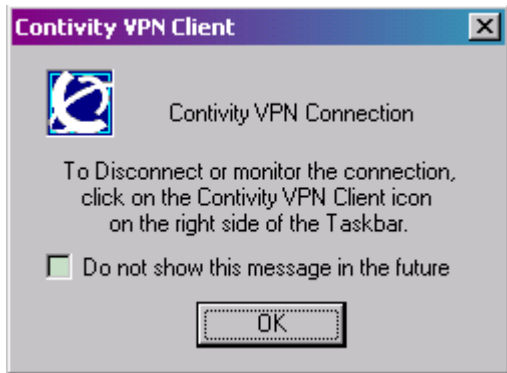 Contivity VPN Client
Contivity VPN Connection
To Disconnect or monitor the connection,
click on the Contivity VPN Client icon
on the right side of the Taskbar.
Do not show this message in the future
OK